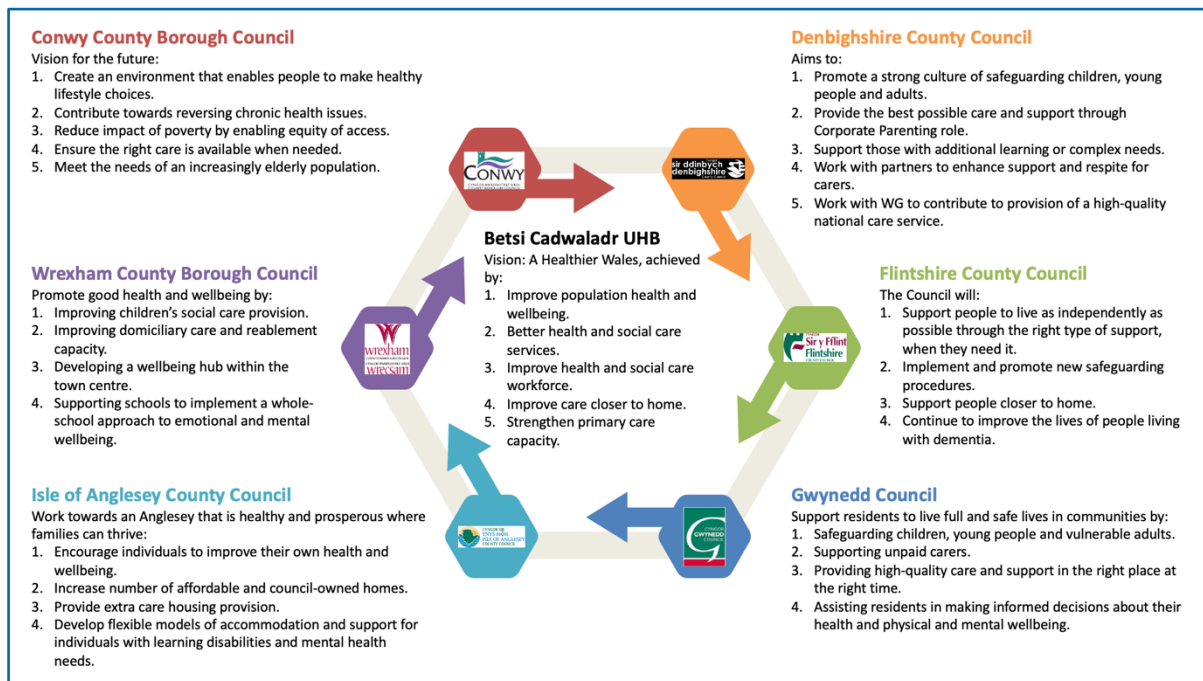 Conwy County Borough Council
Vision for the future:
1. Create an environment that enables people to make healthy
lifestyle choices.
2. Contribute towards reversing chronic health issues.
3. Reduce impact of poverty by enabling equity of access.
4. Ensure the right care is available when needed.
5. Meet the needs of an increasingly elderly population.
Denbighshire County Council
Aims to:
1. Promote a strong culture of safeguarding children, young
people and adults.
2. Provide the best possible care and support through
Corporate Parenting role.
3. Support those with additional learning or complex needs.
4. Work with partners to enhance support and respite for
carers.
5. Work with WG to contribute to provision of a high-quality
national care service.
CONWY
sir ddinbych
denbighshire
County Council
Betsi Cadwaladr UHB
Vision: A Healthier Wales, achieved
by:
1. Improve population health and
wellbeing.
2. Better health and social care
services.
3. Improve health and social care
workforce.
4. Improve care closer to home.
5. Strengthen primary care
capacity.
Wrexham County Borough Council
Promote good health and wellbeing by:
1. Improving children's social care provision.
2. Improving domiciliary care and reablement
capacity.
3. Developing a wellbeing hub within the
town centre.
4. Supporting schools to implement a whole-
school approach to emotional and mental
wellbeing.
wrexham
wrecsam
Flintshire County Council
The Council will:
1. Support people to live as independently as
possible through the right type of support,
when they need it.
2. Implement and promote new safeguarding
procedures.
3. Support people closer to home.
4. Continue to improve the lives of people living
with dementia.
CYNGOR
Sir y Fflint
Flintshire
COUNTY COUNCIL
Isle of Anglesey County Council
Work towards an Anglesey that is healthy and prosperous where
families can thrive:
1. Encourage individuals to improve their own health and
wellbeing.
2. Increase number of affordable and council-owned homes.
3. Provide extra care housing provision.
4. Develop flexible models of accommodation and support for
individuals with learning disabilities and mental health
needs.
CYNGOR SIR
YNYS MÔN
ISLE OF ANGLESEY
COUNTY COUNCIL
CYNGOR
GWYNEDD
COUNCIL
Gwynedd Council
Support residents to live full and safe lives in communities by:
1. Safeguarding children, young people and vulnerable adults.
2. Supporting unpaid carers.
3. Providing high-quality care and support in the right place at
the right time.
4. Assisting residents in making informed decisions about their
health and physical and mental wellbeing.